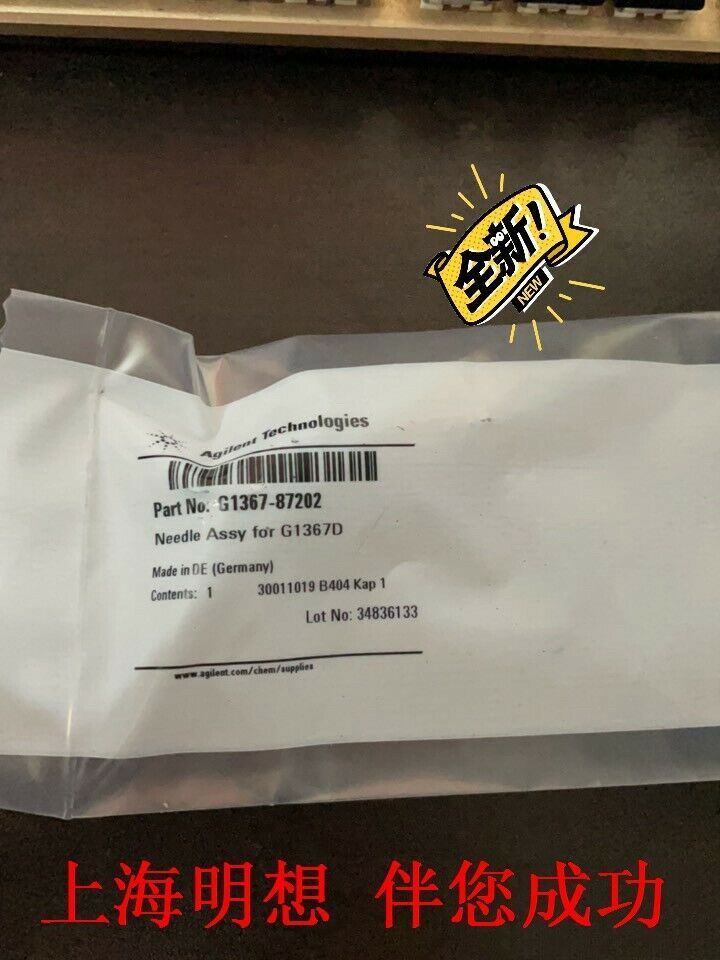 全新!
NEW
Agilent Technologies
Part No. G1367-87202
Needle Assy for G1367D
Made in DE (Germany)
Contents: 1 30011019 B404 Kap 1
Lot No: 34836133
www.agilent.com/chem/supplies
上海明想 伴您成功